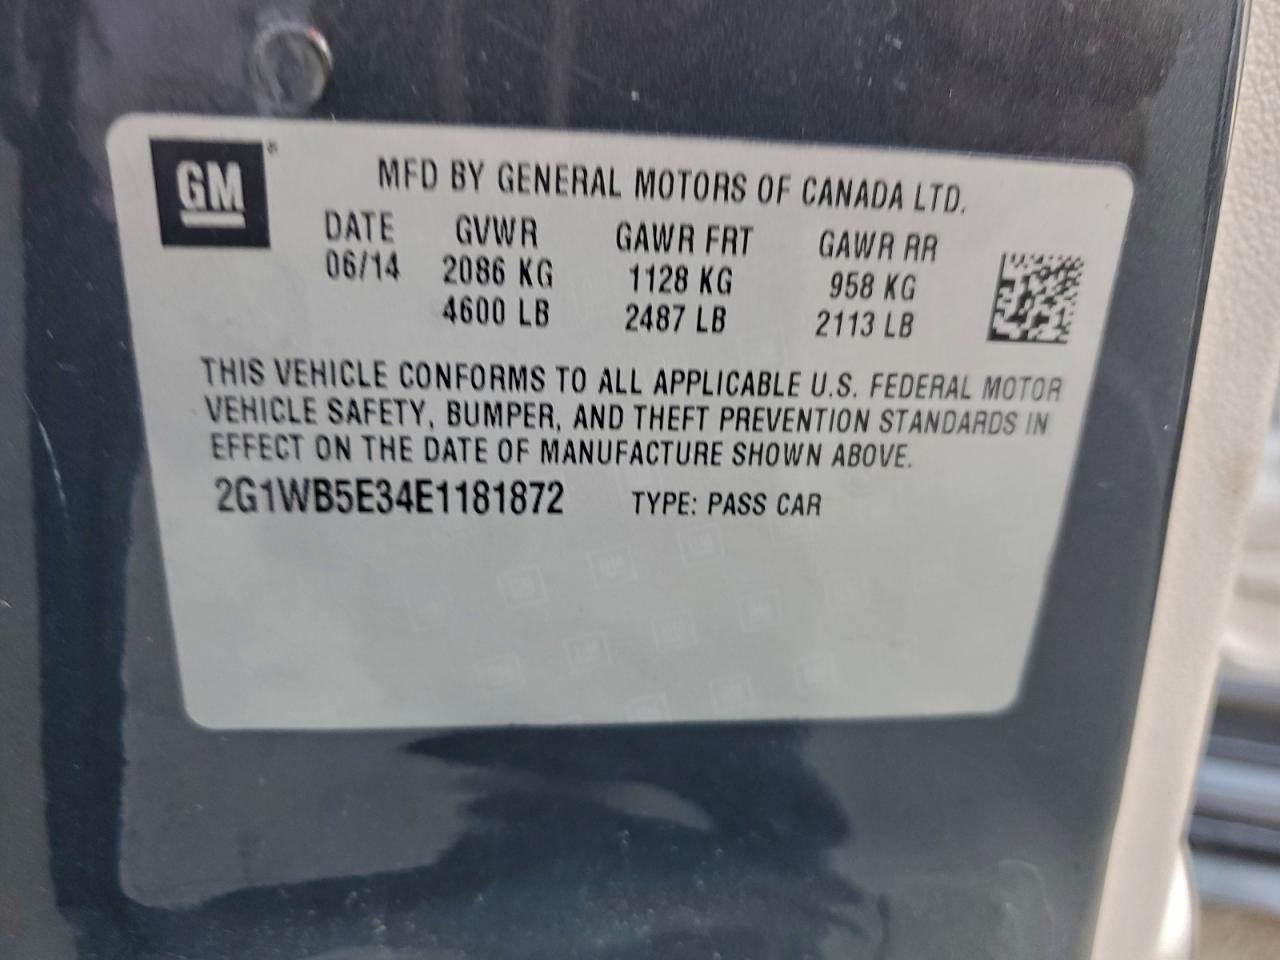 GM®
MFD BY GENERAL MOTORS OF CANADA LTD.
DATE GVWR GAWR FRT GAWR RR
06/14 2086 KG 1128 KG 958 KG
4600 LB 2487 LB 2113 LB
THIS VEHICLE CONFORMS TO ALL APPLICABLE U.S. FEDERAL MOTOR
VEHICLE SAFETY, BUMPER, AND THEFT PREVENTION STANDARDS IN
EFFECT ON THE DATE OF MANUFACTURE SHOWN ABOVE.
2G1WB5E34E1181872 TYPE: PASS CAR